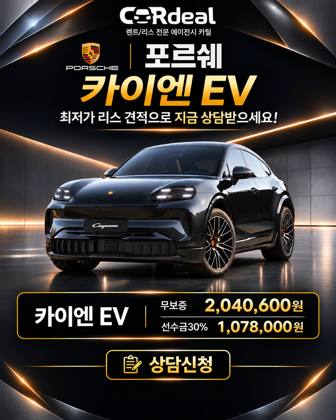 CARdeal
렌트/리스 전문 에이전시 카딜
PORSCHE
포르쉐
카이엔 EV
최저가 리스 견적으로 지금 상담받으세요!
Cayenne
카이엔 EV
무보증 2,040,600원
선수금30% 1,078,000원
상담신청